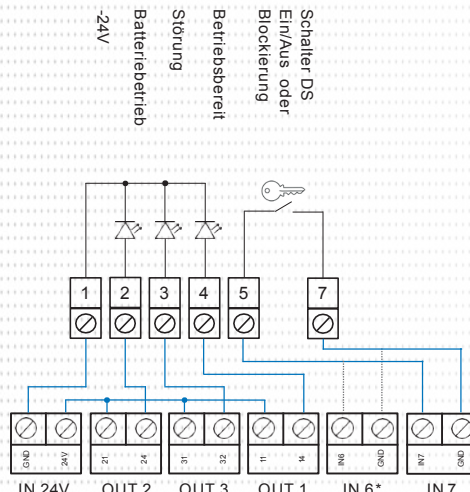 Schalter DS
Ein/Aus oder
Blockierung
Betriebsbereit
Störung
Batteriebetrieb
-24V
1 2 3 4 5 7
GND 24V 21 24 31 32 11 14 IN6 GND IN7 GND
IN 24V OUT 2 OUT 3 OUT 1 IN 6* IN 7